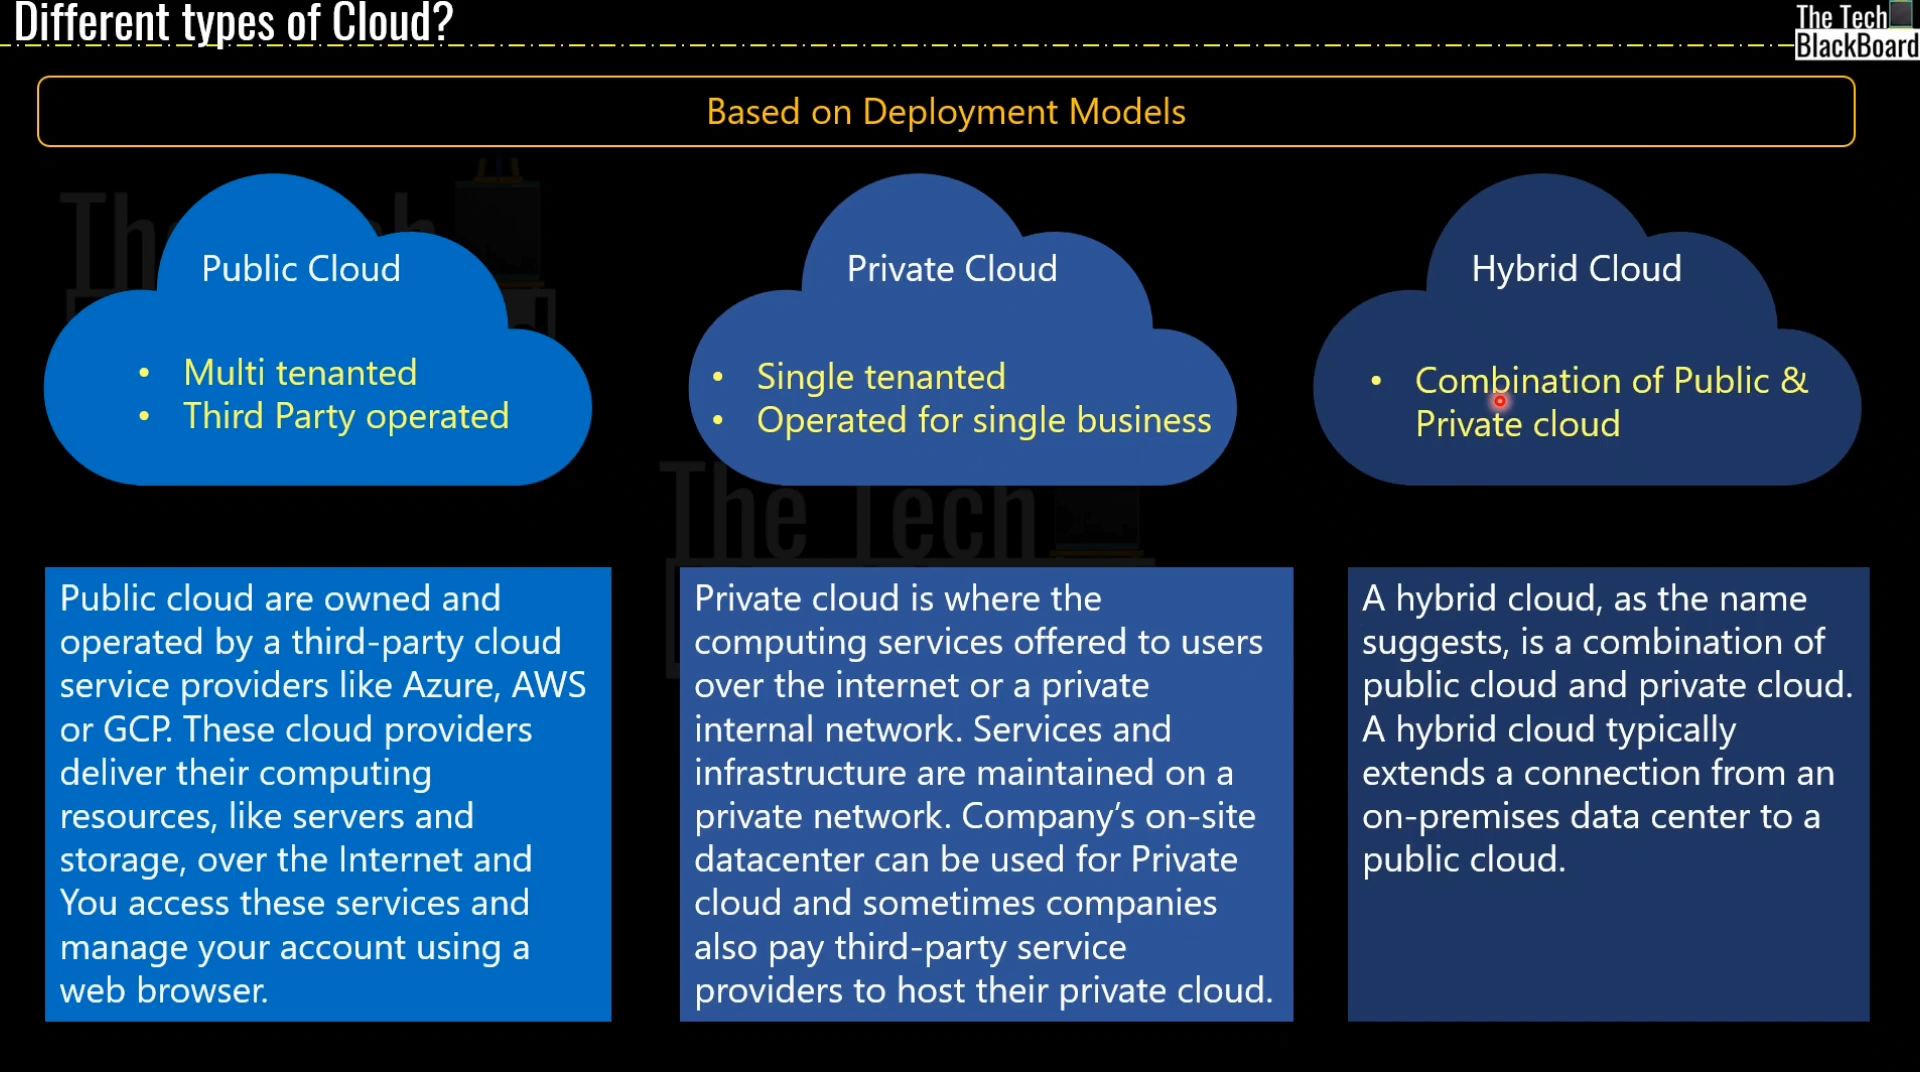 Different types of Cloud?
The Tech
BlackBoard
Based on Deployment Models
Public Cloud
• Multi tenanted
• Third Party operated
Private Cloud
• Single tenanted
• Operated for single business
Hybrid Cloud
• Combination of Public &
Private cloud
The Tech
Public cloud are owned and
operated by a third-party cloud
service providers like Azure, AWS
or GCP. These cloud providers
deliver their computing
resources, like servers and
storage, over the Internet and
You access these services and
manage your account using a
web browser.
Private cloud is where the
computing services offered to users
over the internet or a private
internal network. Services and
infrastructure are maintained on a
private network. Company’s on-site
datacenter can be used for Private
cloud and sometimes companies
also pay third-party service
providers to host their private cloud.
A hybrid cloud, as the name
suggests, is a combination of
public cloud and private cloud.
A hybrid cloud typically
extends a connection from an
on-premises data center to a
public cloud.